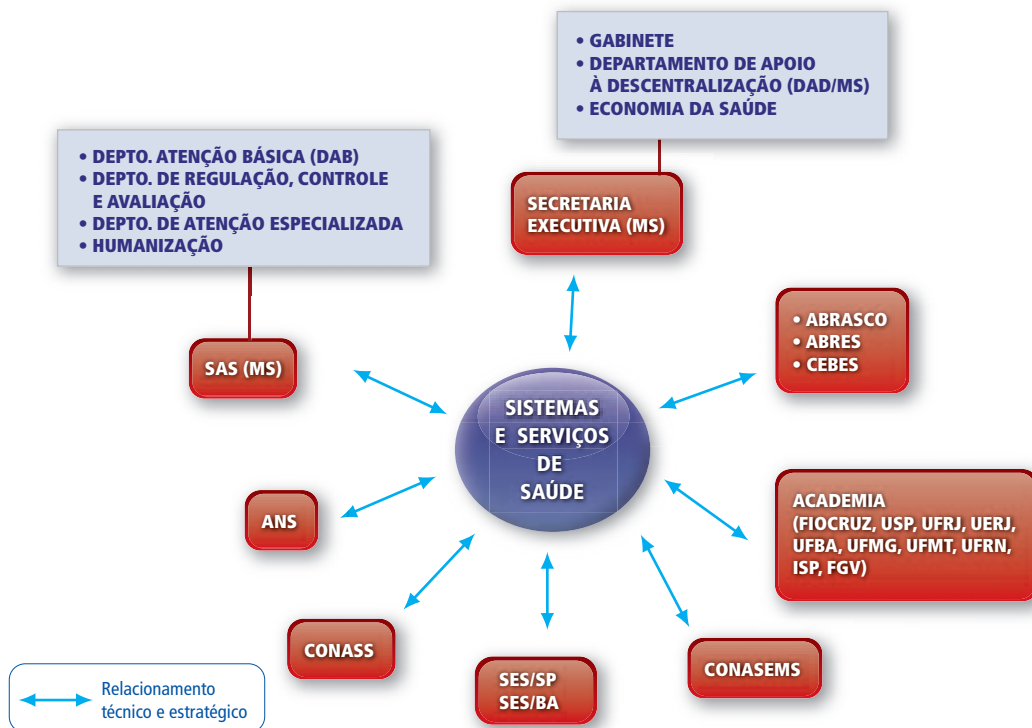 • GABINETE
• DEPARTAMENTO DE APOIO
À DESCENTRALIZAÇÃO (DAD/MS)
• ECONOMIA DA SAÚDE
• DEPTO. ATENÇÃO BÁSICA (DAB)
• DEPTO. DE REGULAÇÃO, CONTROLE
E AVALIAÇÃO
• DEPTO. DE ATENÇÃO ESPECIALIZADA
• HUMANIZAÇÃO
SECRETARIA
EXECUTIVA (MS)
SAS (MS)
• ABRASCO
• ABRES
• CEBES
SISTEMAS
E SERVIÇOS
DE
SAÚDE
ANS
ACADEMIA
(FIOCRUZ, USP, UFRJ, UERJ,
UFBA, UFMG, UFMT, UFRN,
ISP, FGV)
CONASS
SES/SP
SES/BA
CONASEMS
Relacionamento
técnico e estratégico